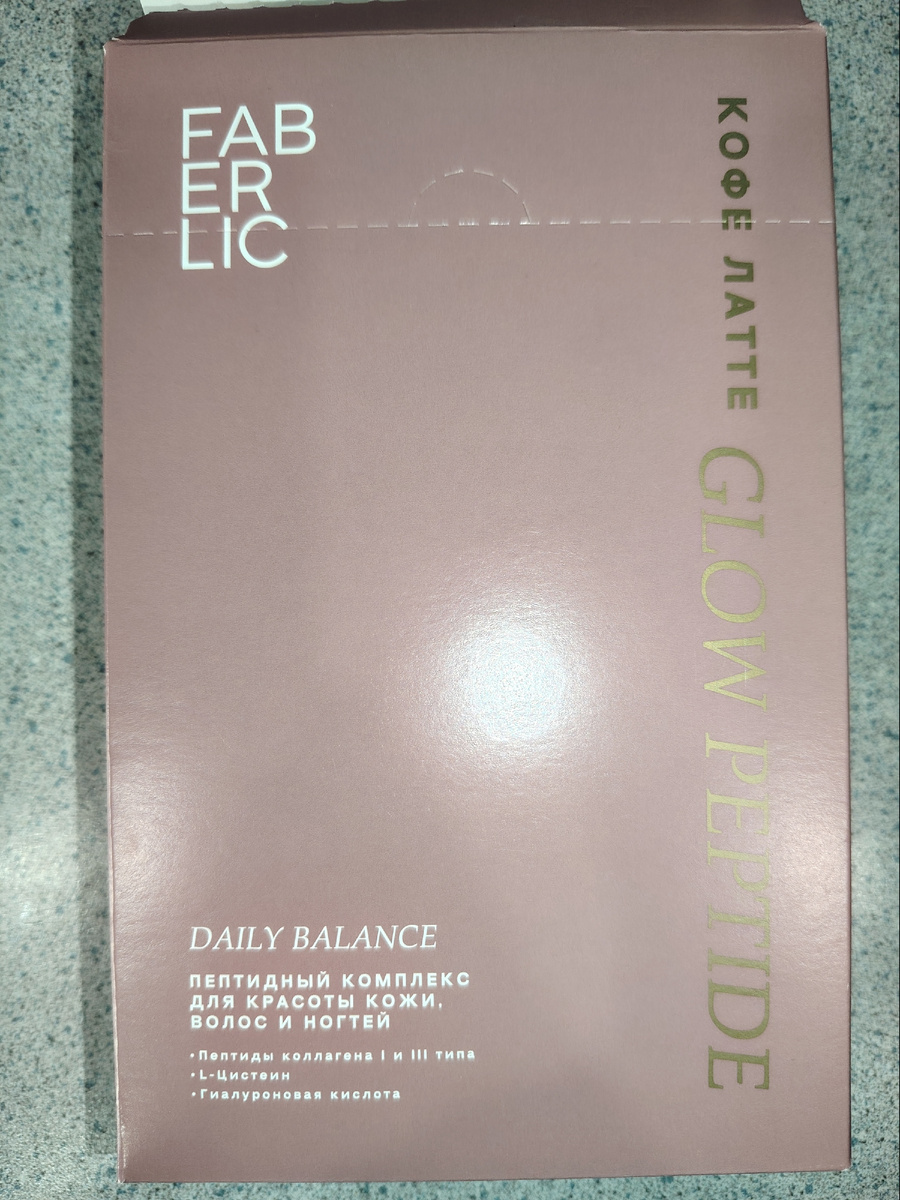 FAB
ER
LIC
КОФЕ ЛАТТЕ GLOW PEPTIDE
DAILY BALANCE
ПЕПТИДНЫЙ КОМПЛЕКС
ДЛЯ КРАСОТЫ КОЖИ,
ВОЛОС И НОГТЕЙ
•Пептиды коллагена I и III типа
•L-Цистеин
•Гиалуроновая кислота